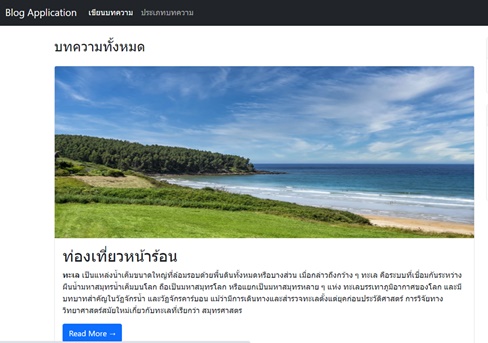 Blog Application เขียนบทความ ประเภทบทความ
บทความทั้งหมด
ท่องเที่ยวหน้าร้อน
ทะเล เป็นแหล่งน้ำเค็มขนาดใหญ่ที่ล้อมรอบด้วยพื้นดินทั้งหมดหรือบางส่วน เมื่อกล่าวถึงกว้าง ๆ ทะเล คือระบบที่เชื่อมกันระหว่าง
ผืนน้ำมหาสมุทรน้ำเค็มบนโลก ถือเป็นมหาสมุทรโลก หรือแยกเป็นมหาสมุทรหลาย ๆ แห่ง ทะเลบรรเทาภูมิอากาศของโลก และมี
บทบาทสำคัญในวัฏจักรน้ำ และวัฏจักรคาร์บอน แม้ว่ามีการเดินทางและสำรวจทะเลตั้งแต่ยุคก่อนประวัติศาสตร์ การวิจัยทาง
วิทยาศาสตร์สมัยใหม่เกี่ยวกับทะเลที่เรียกว่า สมุทรศาสตร์
Read More →